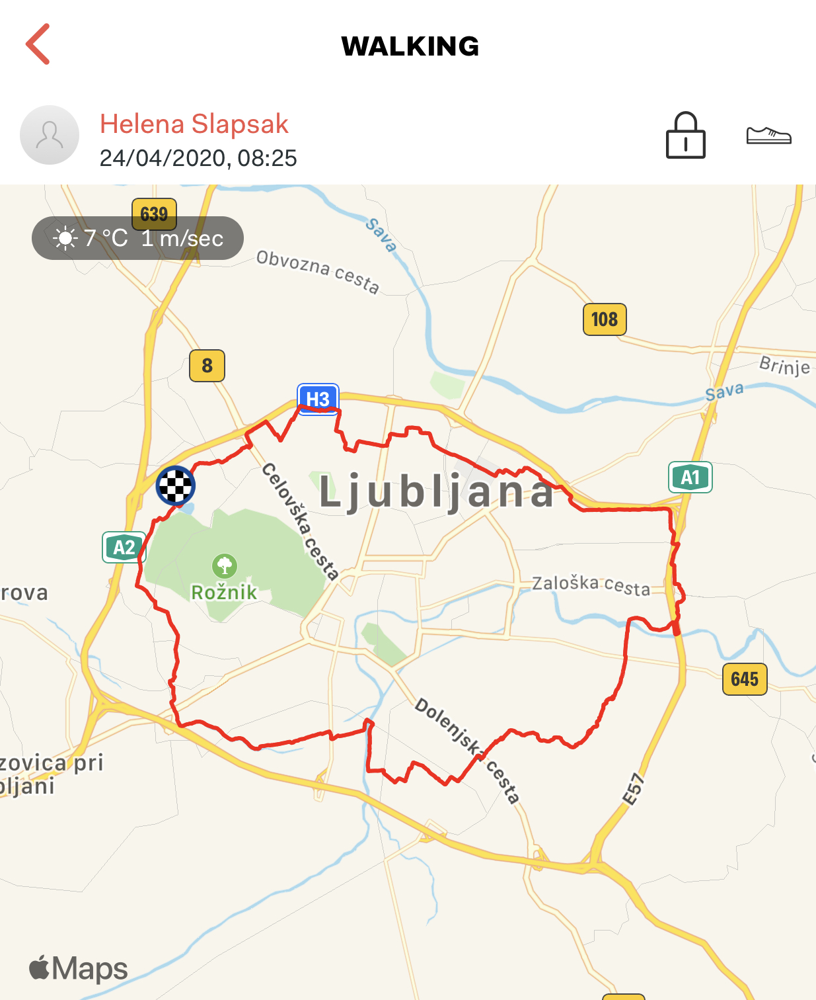 WALKING
Helena Slapsak
24/04/2020, 08:25
639
7 °C 1 m/sec
Sava
Obvozna cesta
108
8
Brinje
Sava
H3
Celovška cesta
Ljubljana
A1
A2
Rožnik
Zaloška cesta
rova
645
Dolenjska cesta
zovica pri
oljani
E57
Maps